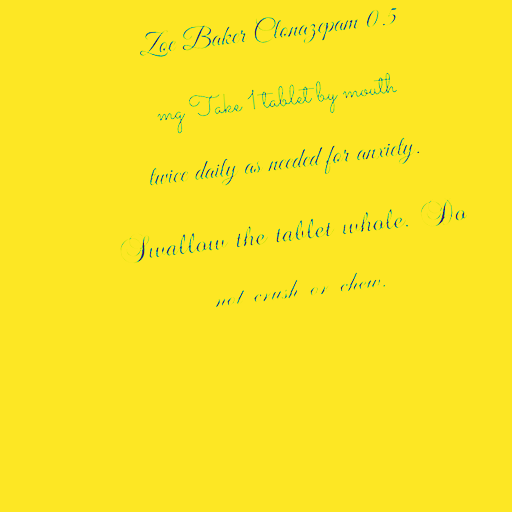 Zoe Baker Clonazepam 0.5
mg Take 1 tablet by mouth
twice daily as needed for anxiety.
Swallow the tablet whole. Do
not crush or chew.